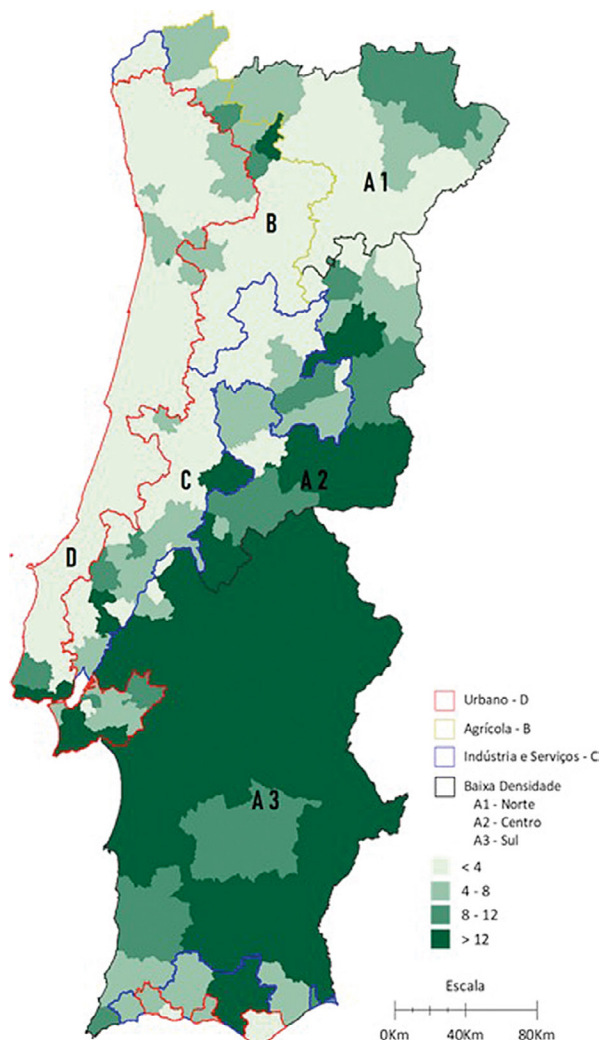 A 1
B
C
A 2
D
A 3
Urbano - D
Agrícola - B
Indústria e Serviços - C
Baixa Densidade
A1 - Norte
A2 - Centro
A3 - Sul
< 4
4 - 8
8 - 12
> 12
Escala
0Km 40Km 80Km